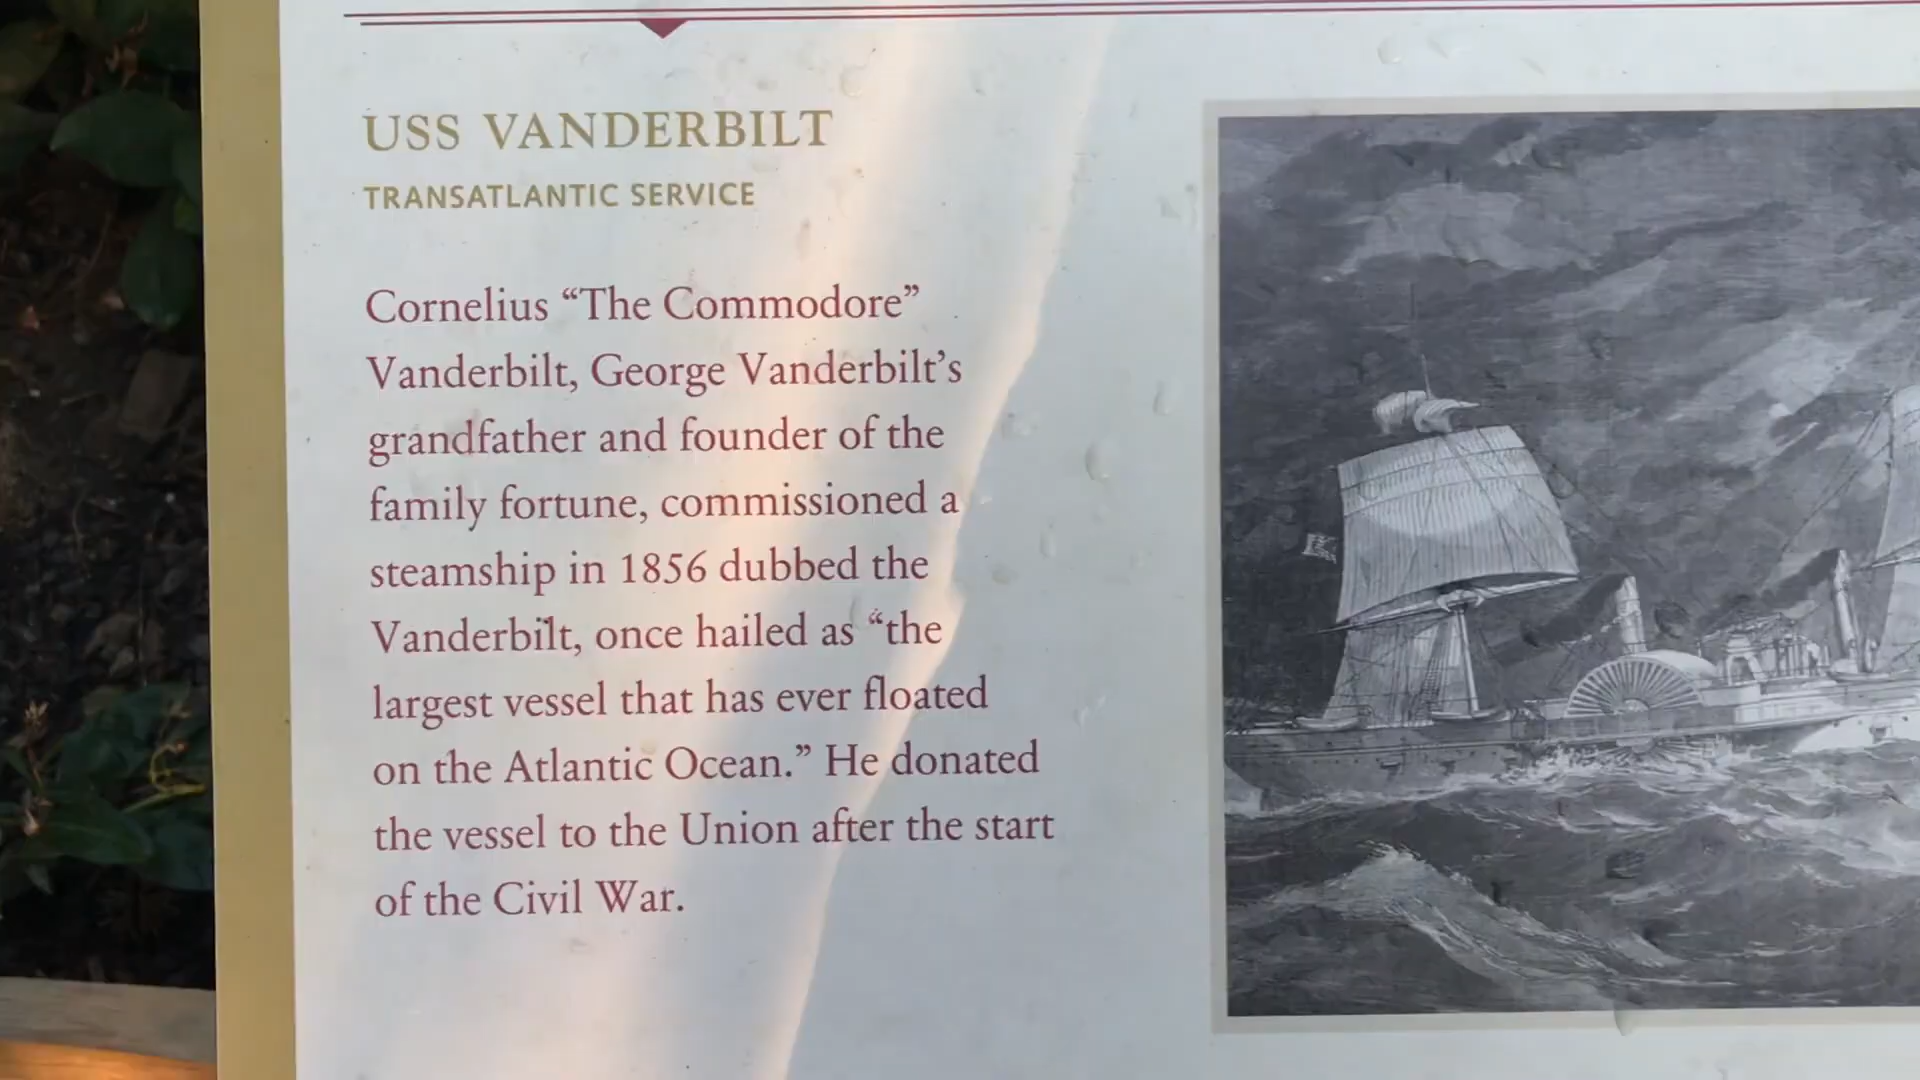 USS VANDERBILT
TRANSATLANTIC SERVICE
Cornelius “The Commodore”
Vanderbilt, George Vanderbilt’s
grandfather and founder of the
family fortune, commissioned a
steamship in 1856 dubbed the
Vanderbilt, once hailed as “the
largest vessel that has ever floated
on the Atlantic Ocean.” He donated
the vessel to the Union after the start
of the Civil War.